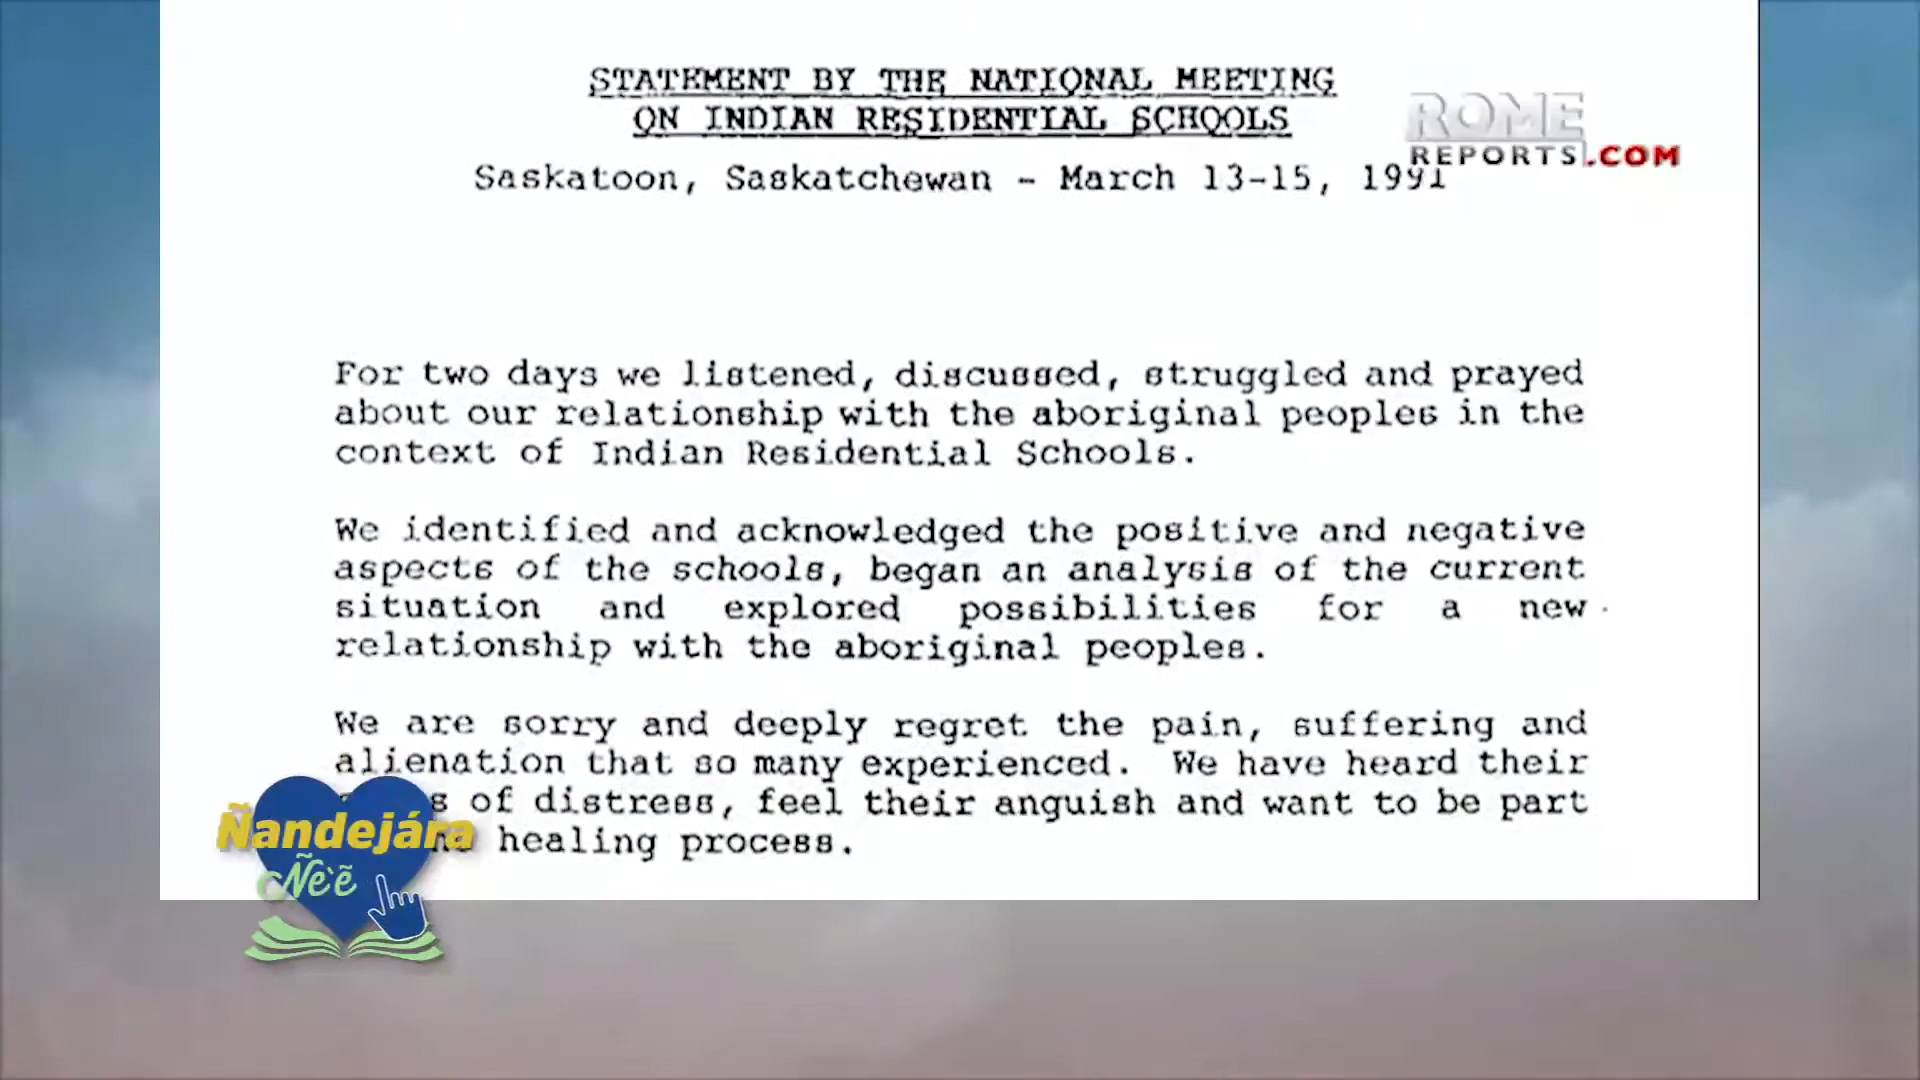 STATEMENT BY THE NATIONAL MEETING
ON INDIAN RESIDENTIAL SCHOOLS
ROME
REPORTS.COM
Saskatoon, Saskatchewan - March 13-15, 1991
For two days we listened, discussed, struggled and prayed
about our relationship with the aboriginal peoples in the
context of Indian Residential Schools.
We identified and acknowledged the positive and negative
aspects of the schools, began an analysis of the current
situation and explored possibilities for a new
relationship with the aboriginal peoples.
We are sorry and deeply regret the pain, suffering and
alienation that so many experienced. We have heard their
of distress, feel their anguish and want to be part
healing process.
Ñandejára
Ñe'ẽ